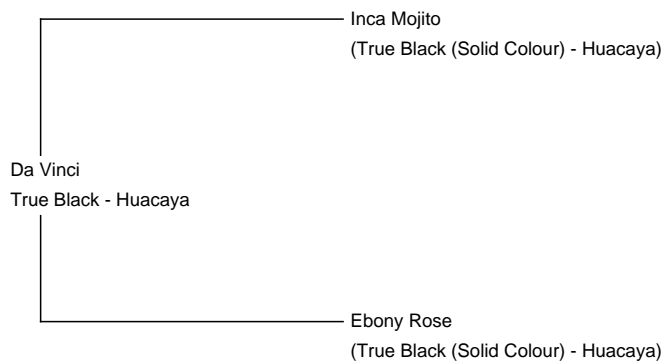 Inca Mojito
(True Black (Solid Colour) - Huacaya)
Da Vinci
True Black - Huacaya
Ebony Rose
(True Black (Solid Colour) - Huacaya)